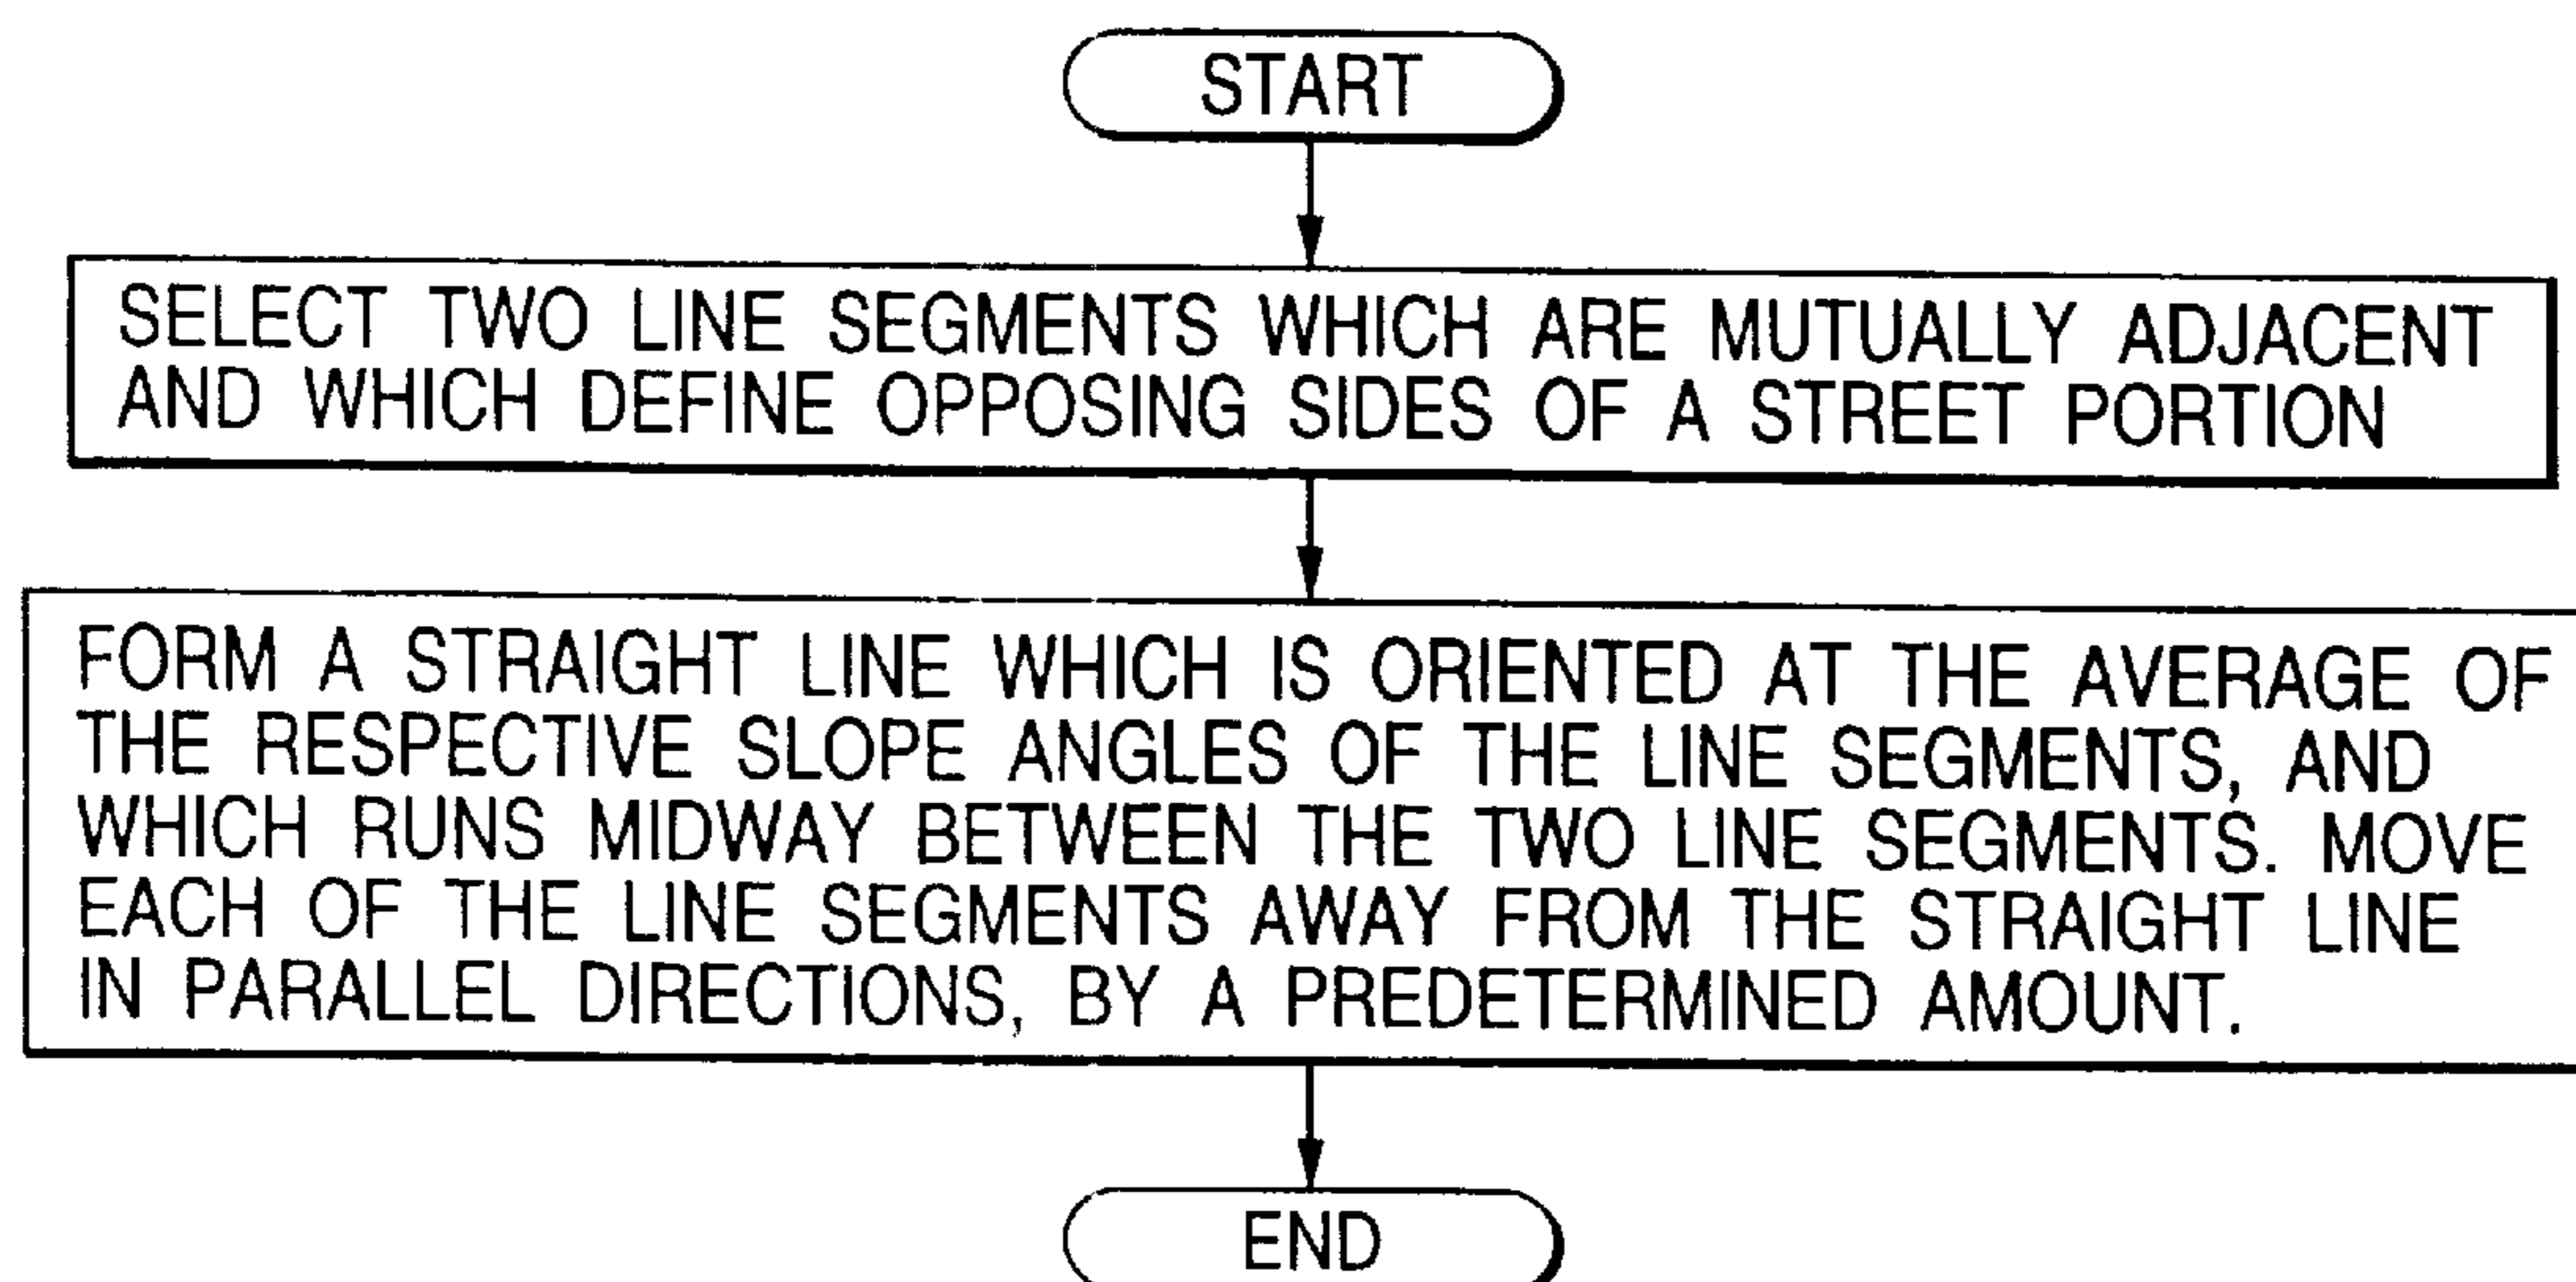 START
SELECT TWO LINE SEGMENTS WHICH ARE MUTUALLY ADJACENT
AND WHICH DEFINE OPPOSING SIDES OF A STREET PORTION
FORM A STRAIGHT LINE WHICH IS ORIENTED AT THE AVERAGE OF
THE RESPECTIVE SLOPE ANGLES OF THE LINE SEGMENTS, AND
WHICH RUNS MIDWAY BETWEEN THE TWO LINE SEGMENTS. MOVE
EACH OF THE LINE SEGMENTS AWAY FROM THE STRAIGHT LINE
IN PARALLEL DIRECTIONS, BY A PREDETERMINED AMOUNT.
END